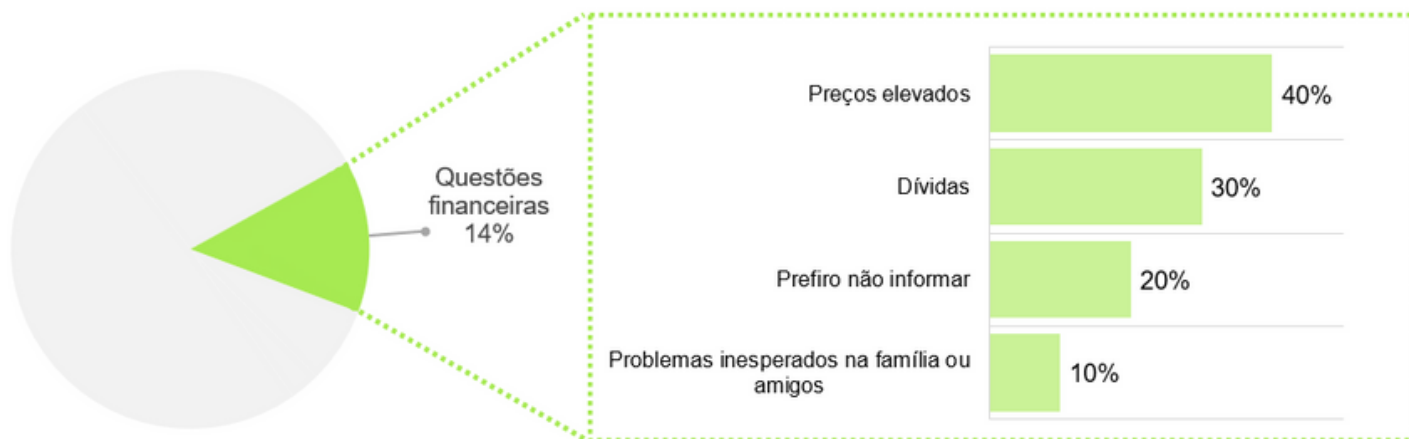 Questões
financeiras
14%
Preços elevados
40%
Dívidas
30%
Prefiro não informar
20%
Problemas inesperados na família ou
amigos
10%